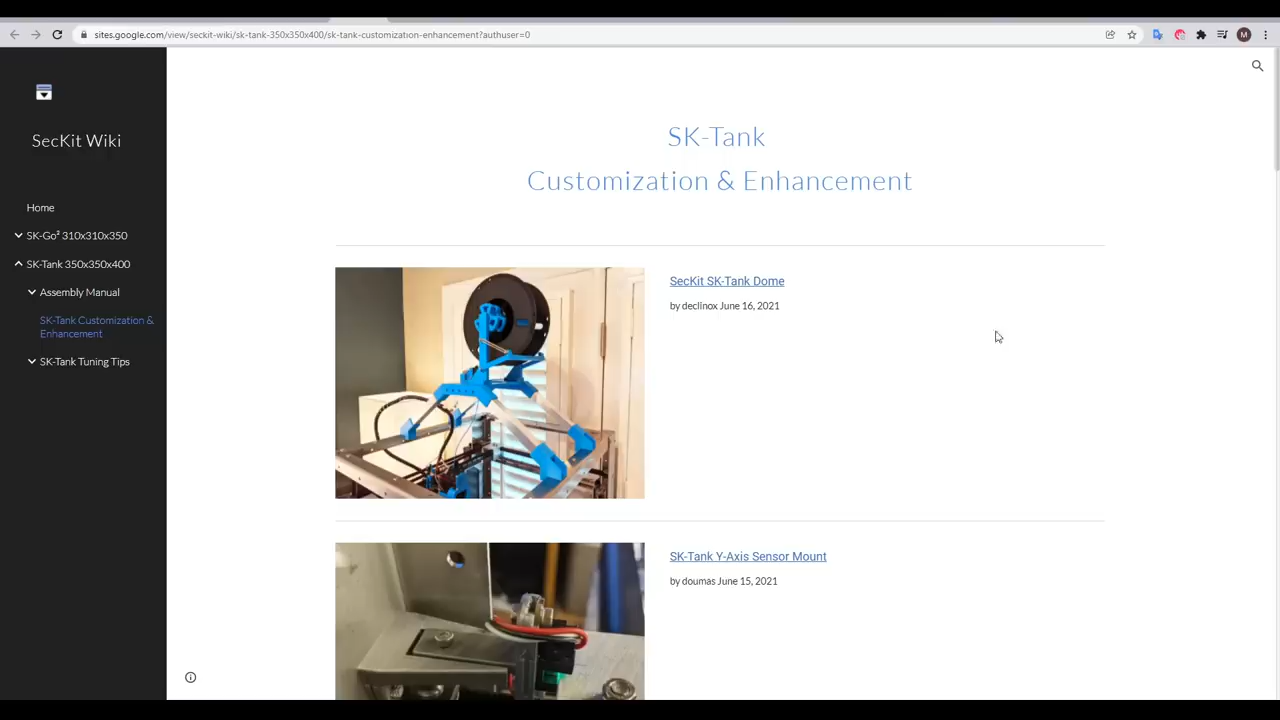 sites.google.com/view/seckit-wiki/sk-tank-350x350x400/sk-tank-customization-enhancement?authuser=0
M
SecKit Wiki
Home
SK-Go² 310x310x350
SK-Tank 350x350x400
Assembly Manual
SK-Tank Customization &
Enhancement
SK-Tank Tuning Tips
SK-Tank
Customization & Enhancement
SecKit SK-Tank Dome
by declinox June 16, 2021
SK-Tank Y-Axis Sensor Mount
by doumas June 15, 2021